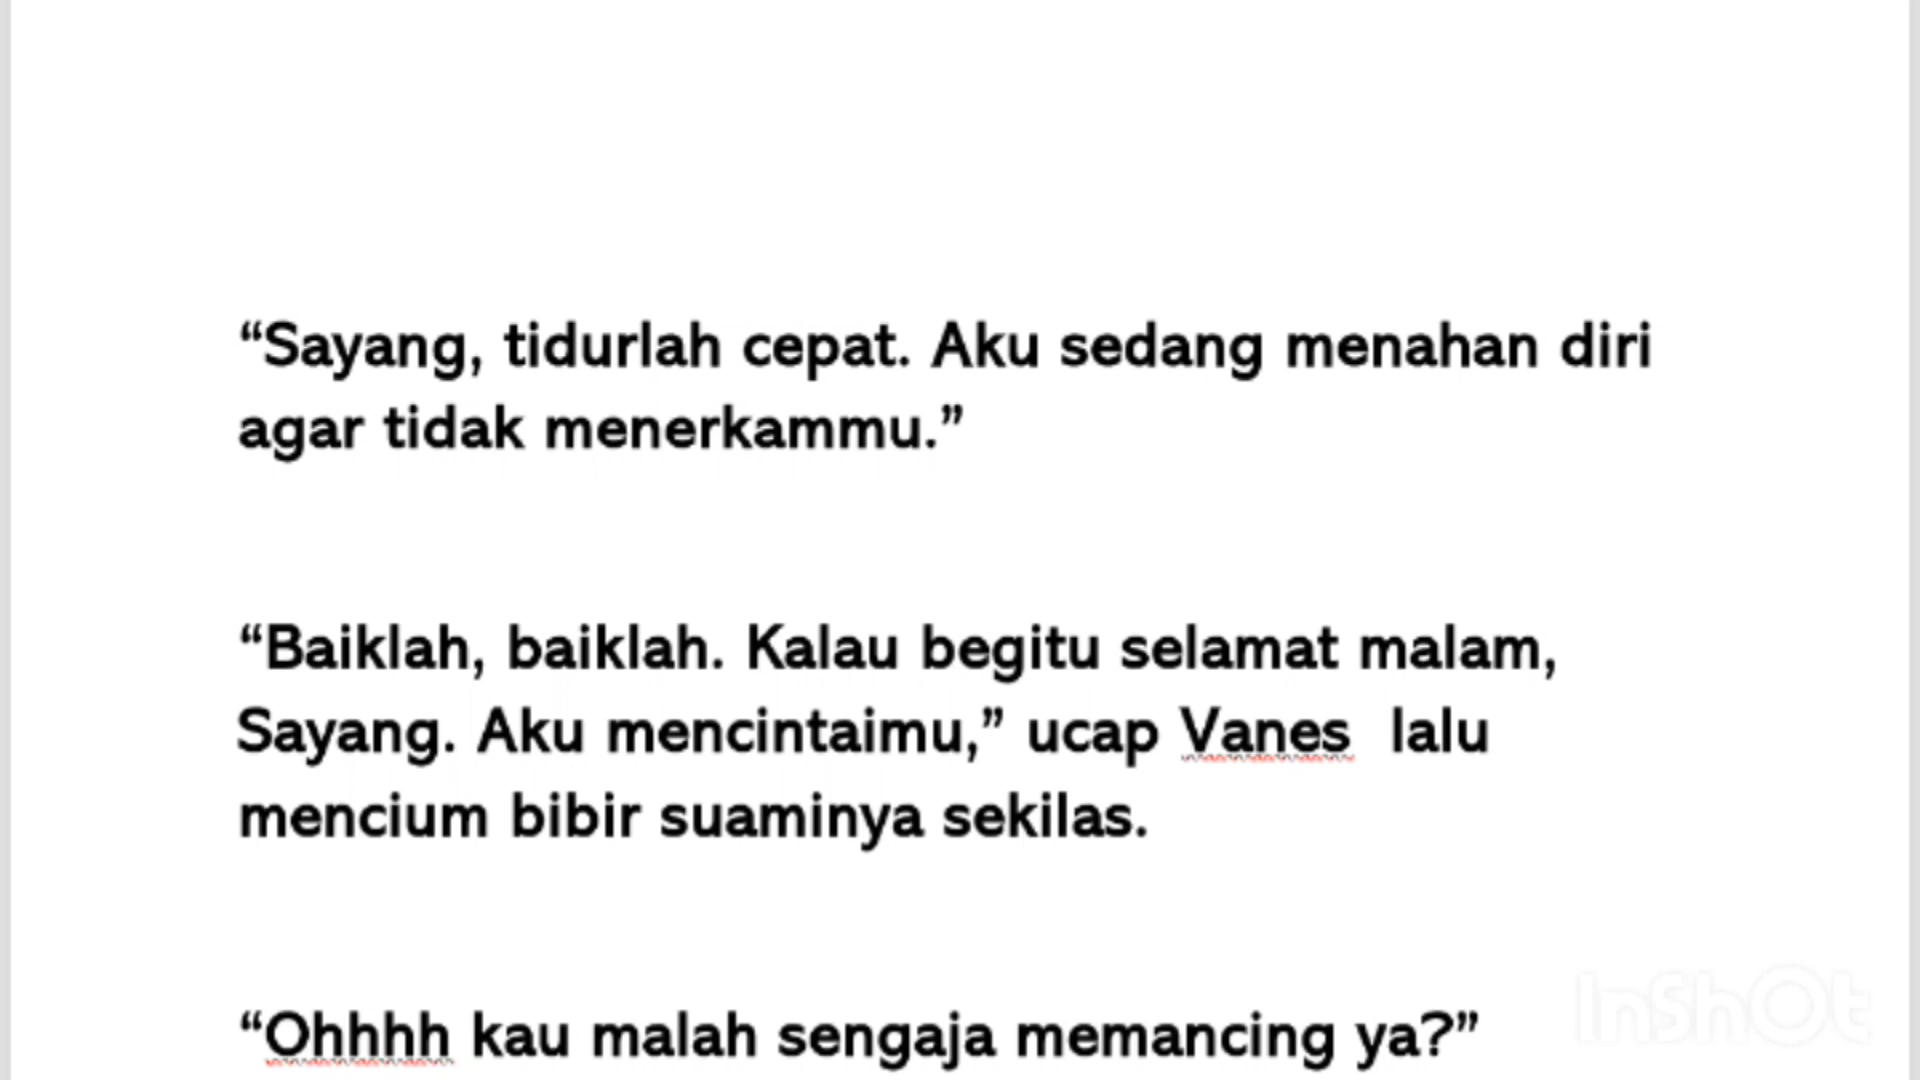 “Sayang, tidurlah cepat. Aku sedang menahan diri
agar tidak menerkammu.”
“Baiklah, baiklah. Kalau begitu selamat malam,
Sayang. Aku mencintaimu,” ucap Vanes  lalu
mencium bibir suaminya sekilas.
“Ohhhh kau malah sengaja memancing ya?”
InShOt